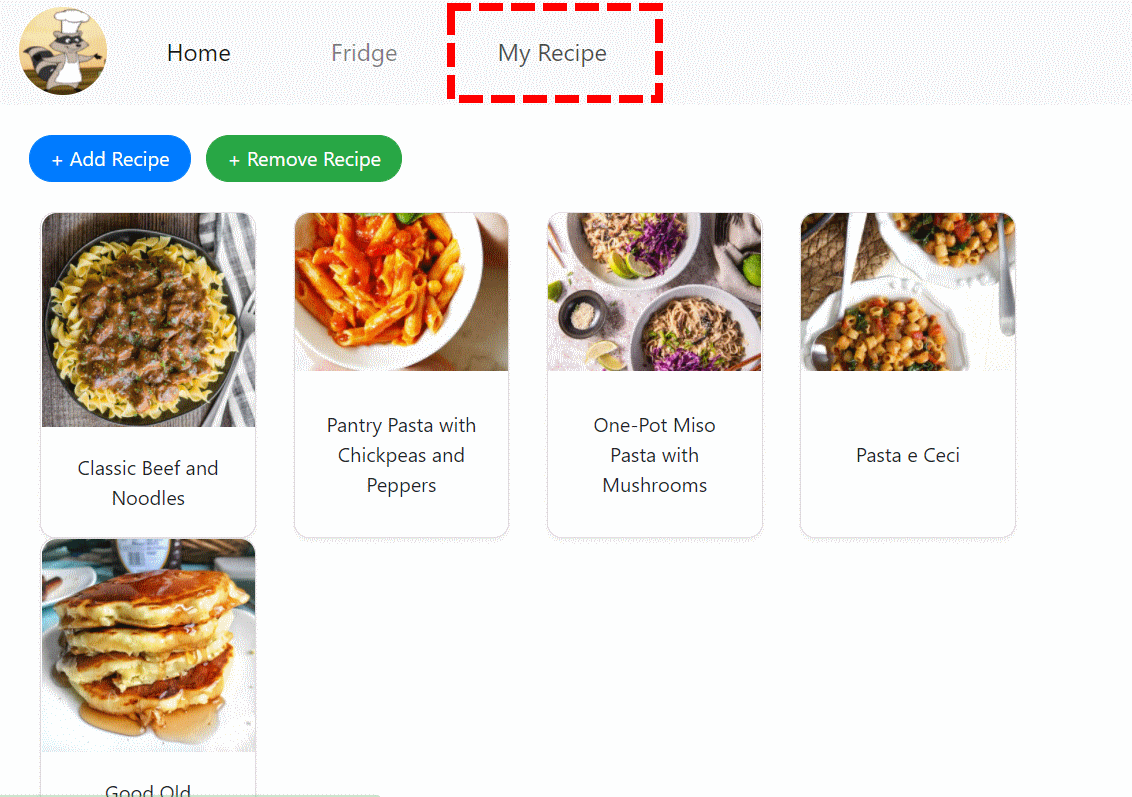 Home
Fridge
My Recipe
+ Add Recipe
+ Remove Recipe
Classic Beef and
Noodles
Pantry Pasta with
Chickpeas and
Peppers
One-Pot Miso
Pasta with
Mushrooms
Pasta e Ceci
Good Old